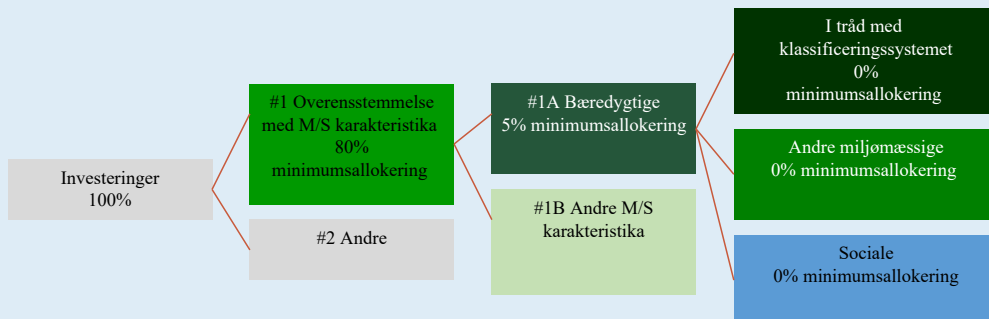 Investeringer
100%
#1 Overensstemmelse
med M/S karakteristika
80%
minimumsallokering
#2 Andre
#1A Bæredygtige
5% minimumsallokering
#1B Andre M/S
karakteristika
I tråd med
klassificeringssystemet
0%
minimumsallokering
Andre miljømæssige
0% minimumsallokering
Sociale
0% minimumsallokering